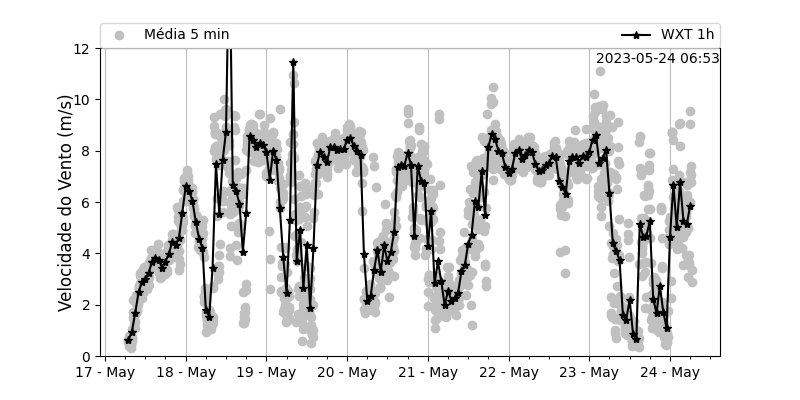 Média 5 min WXT 1h
2023-05-24 06:53
Velocidade do Vento (m/s)
12
10
8
6
4
2
0
17 - May 18 - May 19 - May 20 - May 21 - May 22 - May 23 - May 24 - May